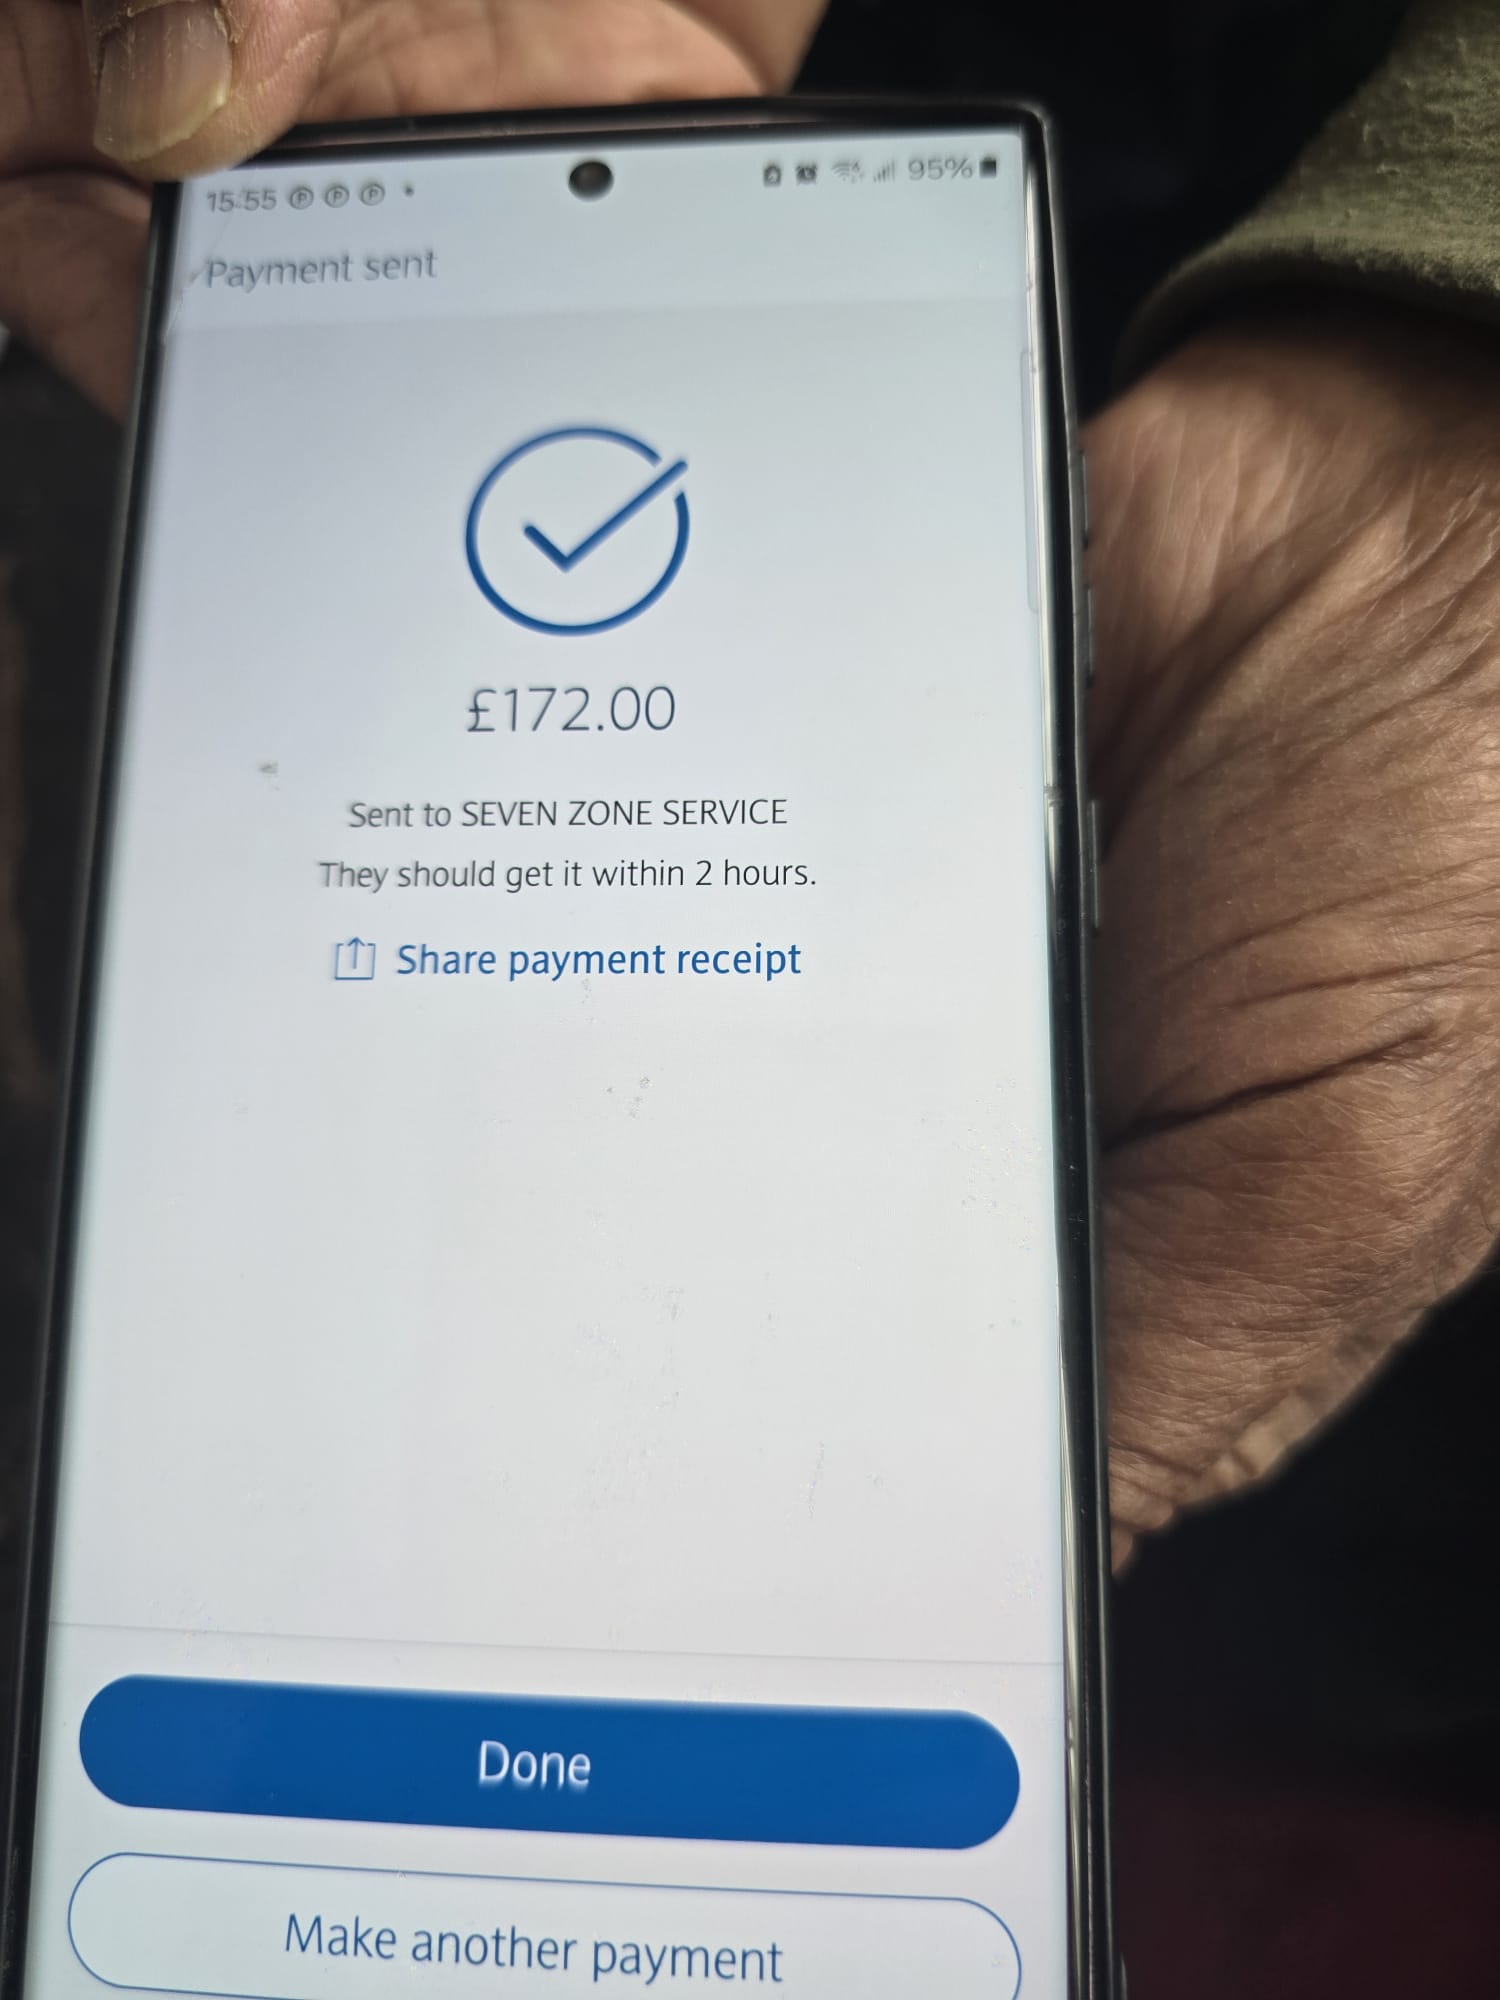 15:55 95%
Payment sent
£172.00
Sent to SEVEN ZONE SERVICE
They should get it within 2 hours.
Share payment receipt
Done
Make another payment